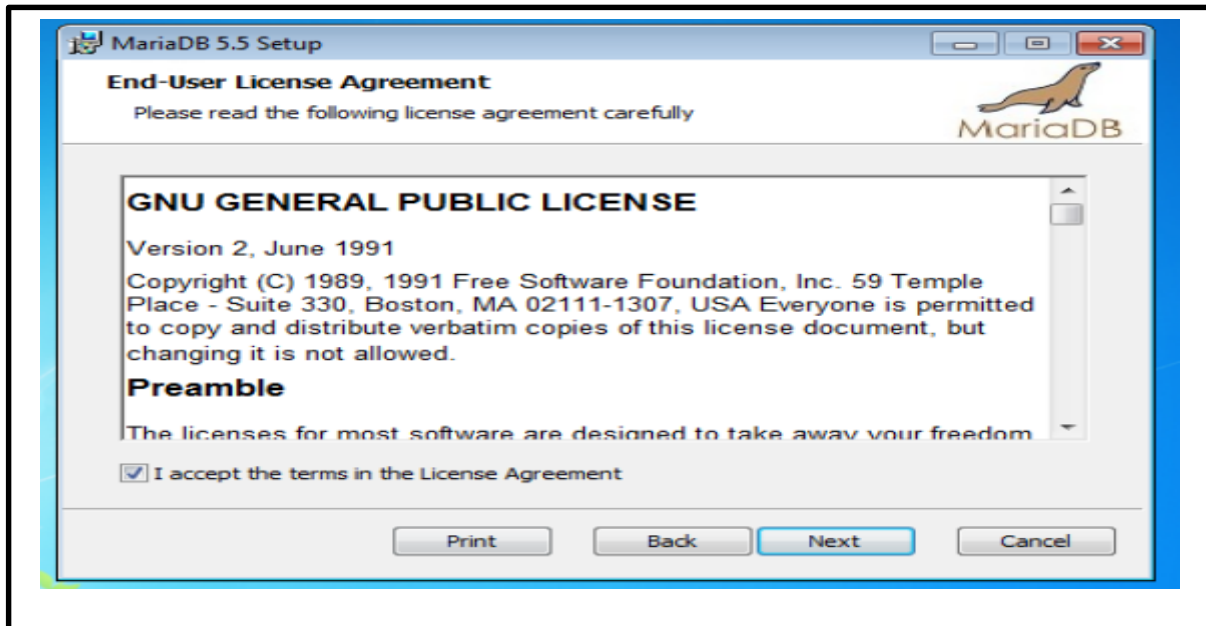 MariaDB 5.5 Setup
End-User License Agreement
Please read the following license agreement carefully
MariaDB
GNU GENERAL PUBLIC LICENSE
Version 2, June 1991
Copyright (C) 1989, 1991 Free Software Foundation, Inc. 59 Temple
Place - Suite 330, Boston, MA 02111-1307, USA Everyone is permitted
to copy and distribute verbatim copies of this license document, but
changing it is not allowed.
Preamble
The licenses for most software are designed to take away your freedom
I accept the terms in the License Agreement
Print Back Next Cancel